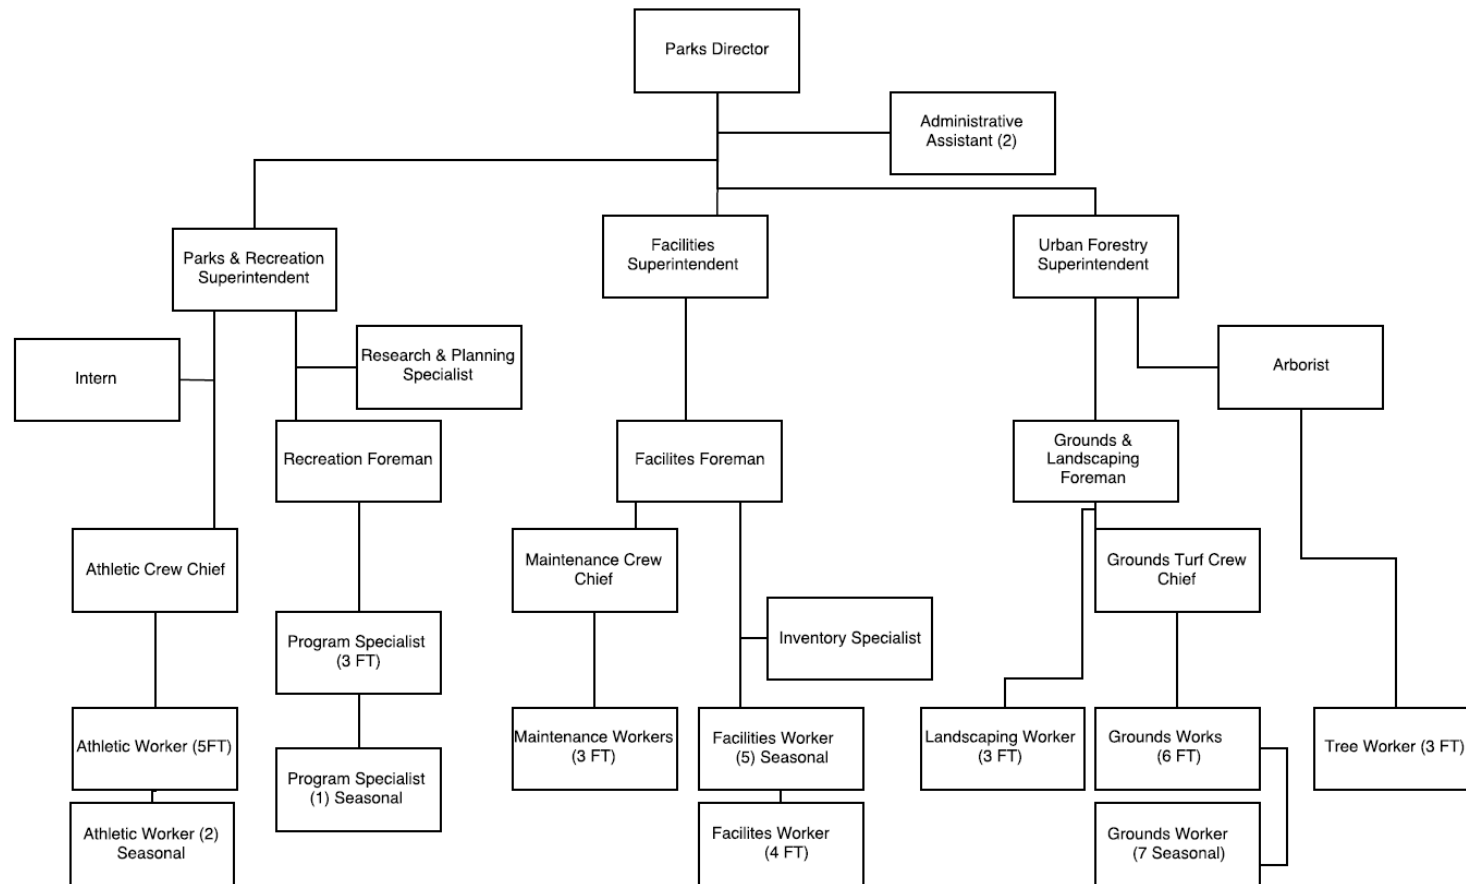 Parks Director
Administrative
Assistant (2)
Parks & Recreation
Superintendent
Facilities
Superintendent
Urban Forestry
Superintendent
Intern
Research & Planning
Specialist
Arborist
Recreation Foreman
Facilites Foreman
Grounds &
Landscaping
Foreman
Athletic Crew Chief
Maintenance Crew
Chief
Grounds Turf Crew
Chief
Program Specialist
(3 FT)
Inventory Specialist
Athletic Worker (5FT)
Maintenance Workers
(3 FT)
Facilities Worker
(5) Seasonal
Landscaping Worker
(3 FT)
Grounds Works
(6 FT)
Tree Worker (3 FT)
Program Specialist
(1) Seasonal
Athletic Worker (2)
Seasonal
Facilites Worker
(4 FT)
Grounds Worker
(7 Seasonal)